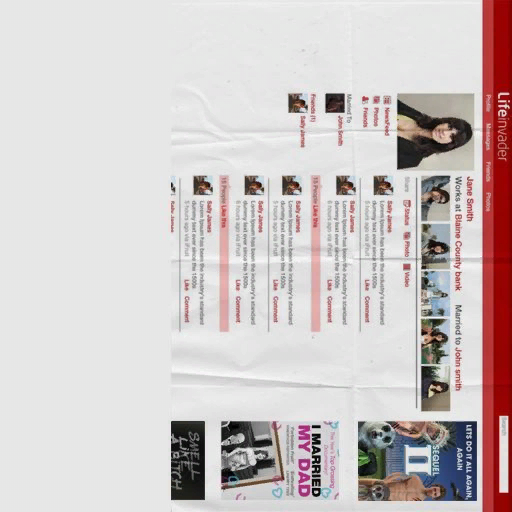 Lifeinvader
Profile Messages Friends Photos
Search
Jane Smith
Works at Blaine County bank Married to John smith
NewsFeed
Photos
Friends
Married To
John Smith
Friends (1)
Sally James
Share: Status Photo Video
Sally James
Lorem Ipsum has been the industry's standard
dummy text ever since the 1500s
5 hours ago via iFruit Like Comment
Sally James
Lorem Ipsum has been the industry's standard
dummy text ever since the 1500s
5 hours ago via iFruit Like Comment
15 People Like this
Sally James
Lorem Ipsum has been the industry's standard
dummy text ever since the 1500s
5 hours ago via iFruit Like Comment
Sally James
Lorem Ipsum has been the industry's standard
dummy text ever since the 1500s
5 hours ago via iFruit Like Comment
15 People Like this
Sally James
Lorem Ipsum has been the industry's standard
dummy text ever since the 1500s
5 hours ago via iFruit Like Comment
LETS DO IT ALL AGAIN,
AGAIN
SEQUEL
II
I MARRIED
MY DAD
The Year's Top Grossing
Documentary!
SMELL
LIKE
A BITCH